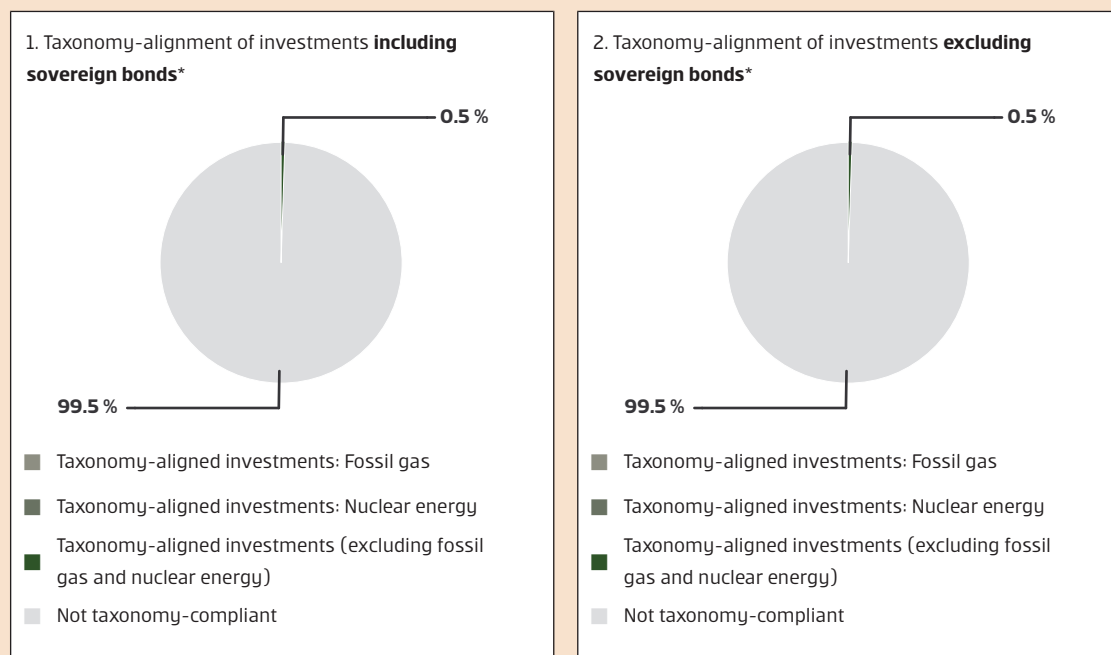 1. Taxonomy-alignment of investments including
sovereign bonds*
0.5 %
99.5 %
Taxonomy-aligned investments: Fossil gas
Taxonomy-aligned investments: Nuclear energy
Taxonomy-aligned investments (excluding fossil
gas and nuclear energy)
Not taxonomy-compliant
2. Taxonomy-alignment of investments excluding
sovereign bonds*
0.5 %
99.5 %
Taxonomy-aligned investments: Fossil gas
Taxonomy-aligned investments: Nuclear energy
Taxonomy-aligned investments (excluding fossil
gas and nuclear energy)
Not taxonomy-compliant